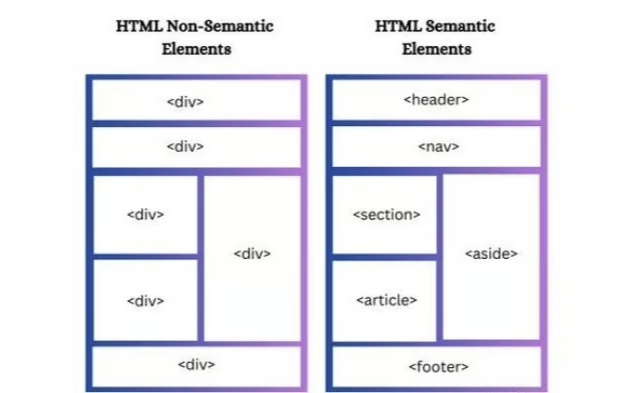 HTML Non-Semantic
Elements
<div>
<div>
<div>
<div>
<div>
<div>
HTML Semantic
Elements
<header>
<nav>
<section>
<aside>
<article>
<footer>